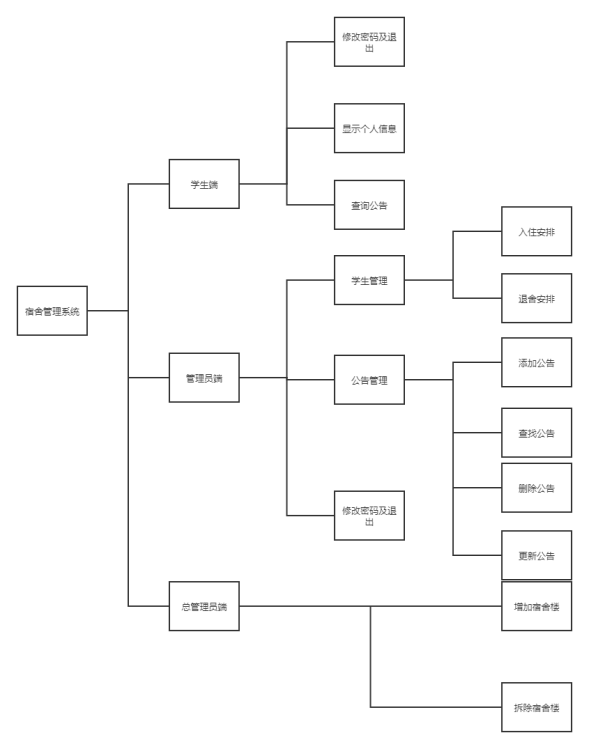 修改密码及退
出
显示个人信息
学生端
查询公告
入住安排
学生管理
退舍安排
宿舍管理系统
添加公告
管理员端
公告管理
查找公告
删除公告
修改密码及退
出
更新公告
总管理员端
增加宿舍楼
拆除宿舍楼